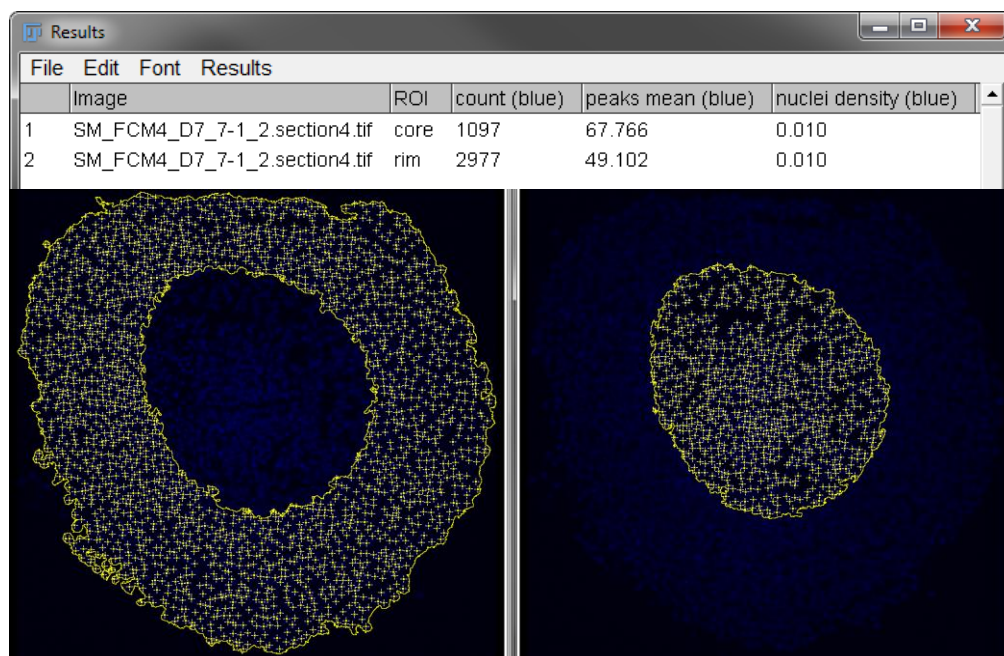 Results
File Edit Font Results
Image ROI count (blue) peaks mean (blue) nuclei density (blue)
1 SM_FCM4_D7_7-1_2.section4.tif core 1097 67.766 0.010
2 SM_FCM4_D7_7-1_2.section4.tif rim 2977 49.102 0.010